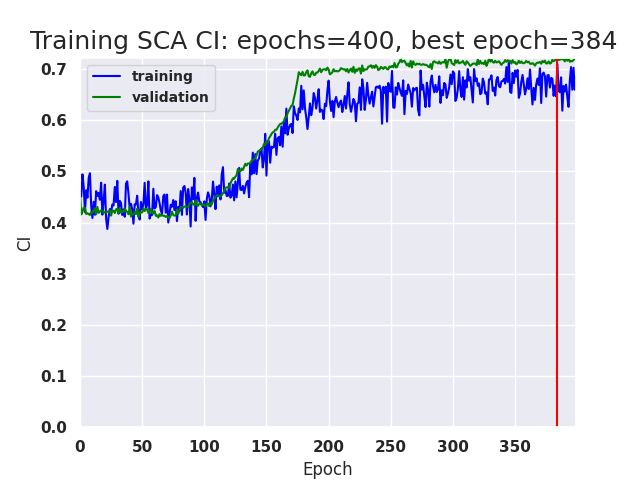 Training SCA CI: epochs=400, best epoch=384
training
validation
CI
0.7
0.6
0.5
0.4
0.3
0.2
0.1
0.0
0 50 100 150 200 250 300 350
Epoch